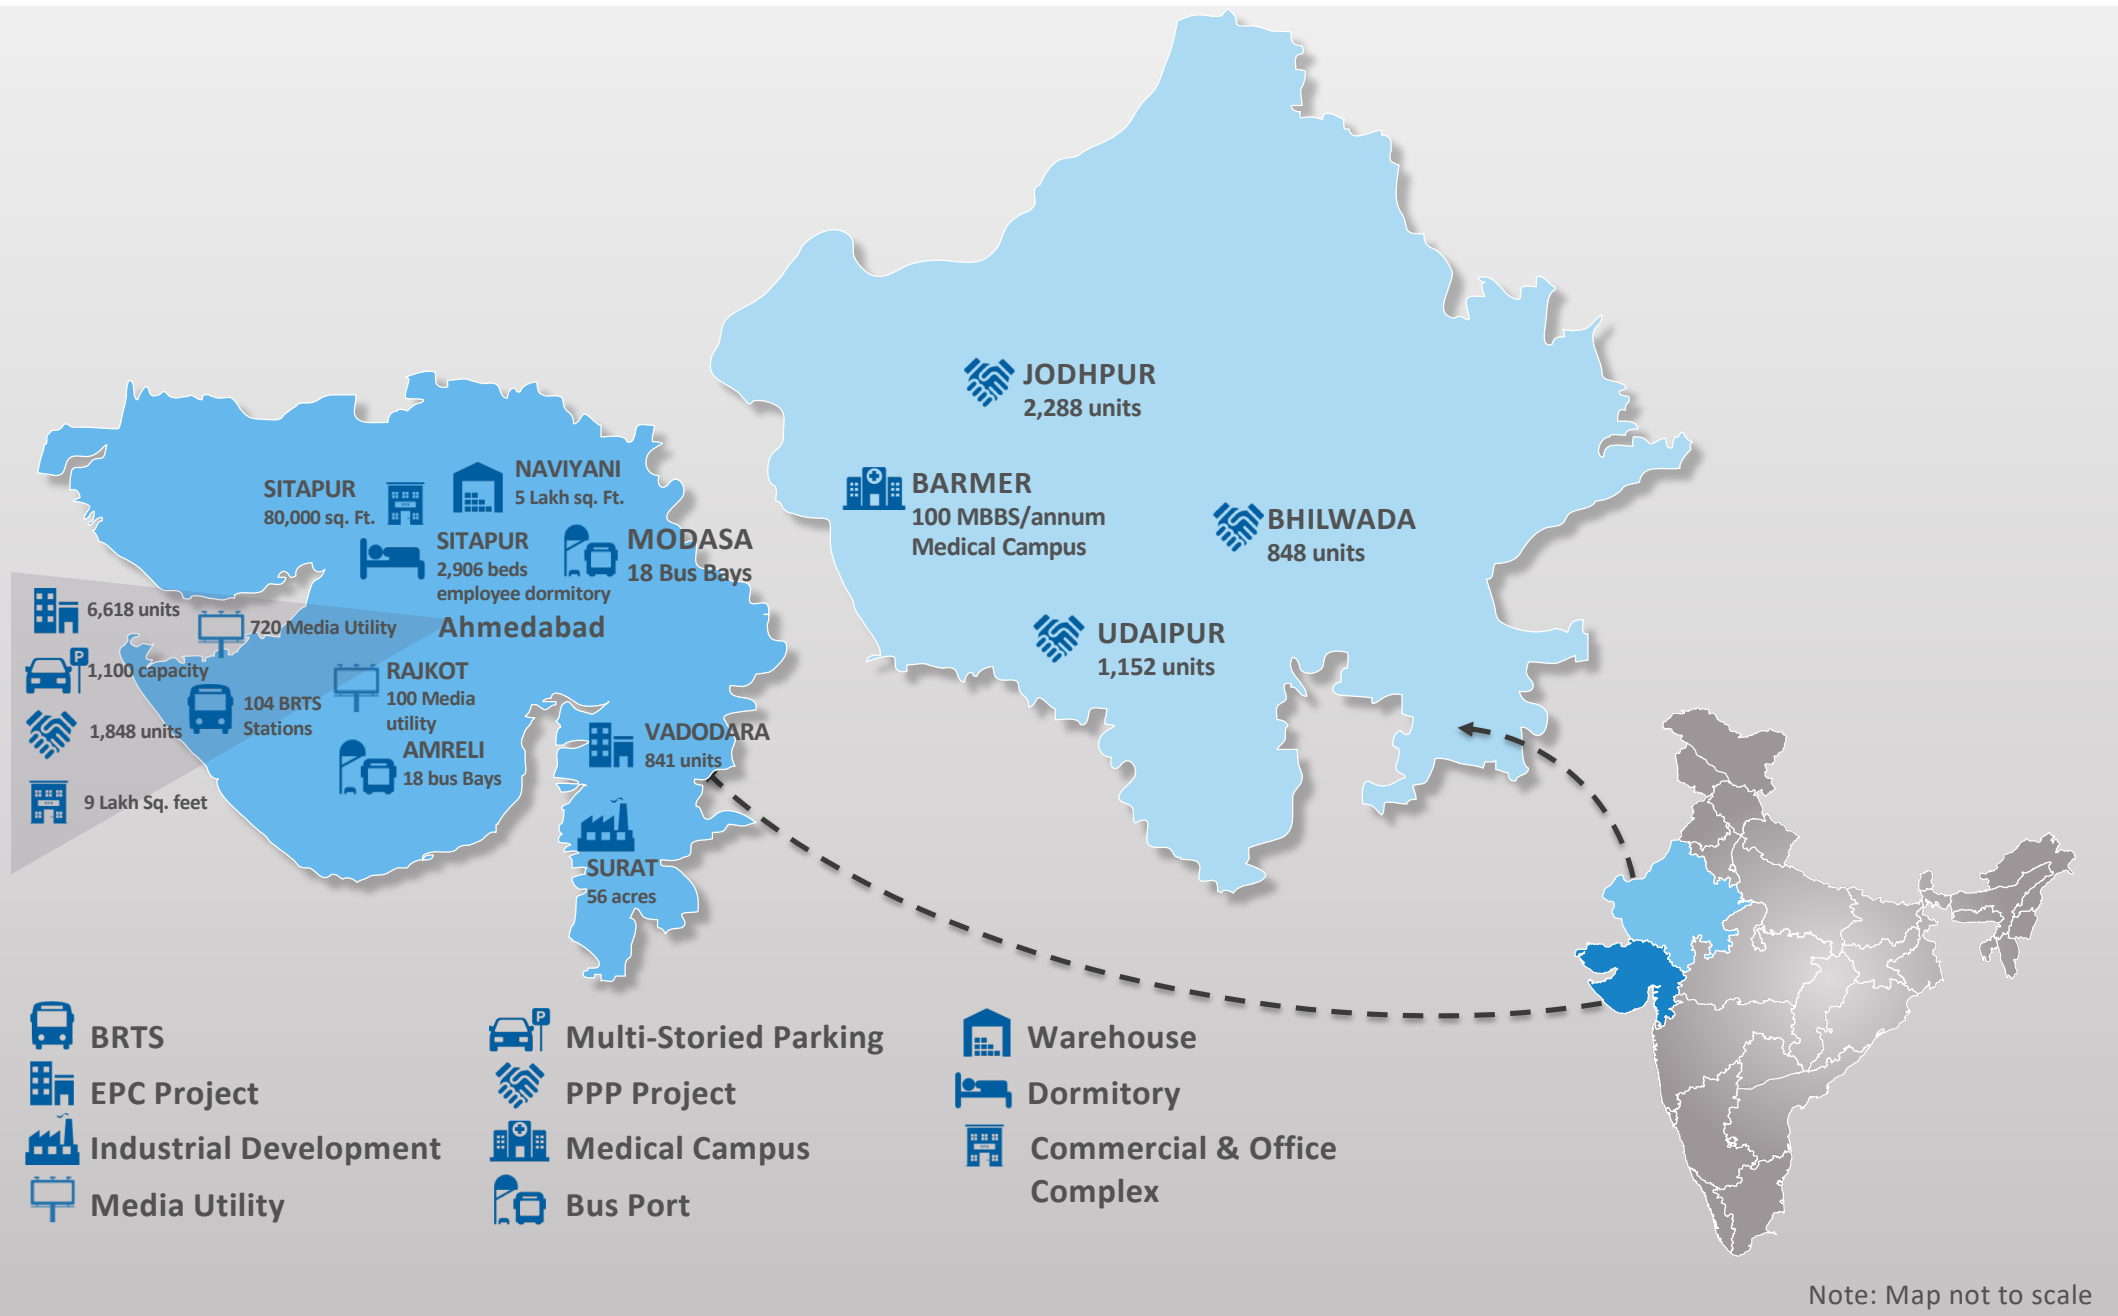 JODHPUR
2,288 units
BARMER
100 MBBS/annum
Medical Campus
BHILWADA
848 units
UDAIPUR
1,152 units
NAVIYANI
5 Lakh sq. Ft.
SITAPUR
80,000 sq. Ft.
SITAPUR
2,906 beds
employee dormitory
MODASA
18 Bus Bays
Ahmedabad
6,618 units
720 Media Utility
P
1,100 capacity
104 BRTS
Stations
1,848 units
9 Lakh Sq. feet
RAJKOT
100 Media
utility
AMRELI
18 bus Bays
VADODARA
841 units
SURAT
56 acres
BRTS
EPC Project
Industrial Development
Media Utility
P
Multi-Storied Parking
PPP Project
Medical Campus
Bus Port
Warehouse
Dormitory
Commercial & Office
Complex
Note: Map not to scale